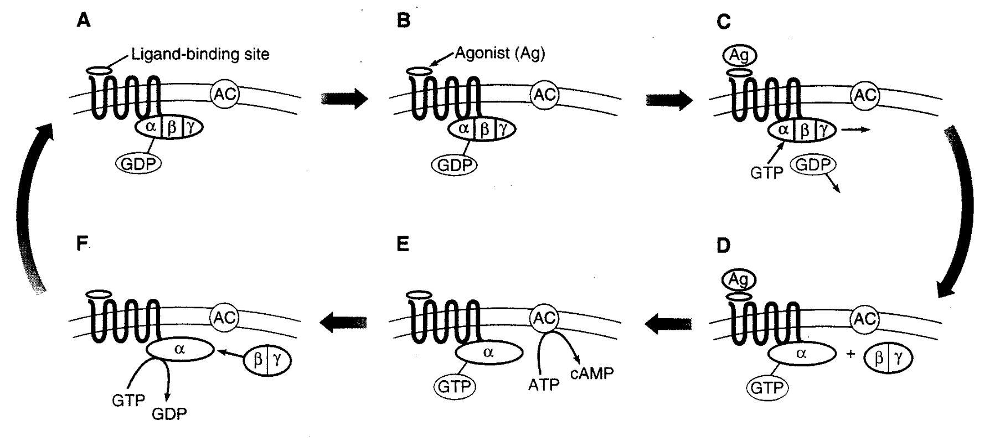 A
Ligand-binding site
AC
α β γ
GDP
B
Agonist (Ag)
AC
α β γ
GDP
C
Ag
AC
α β γ
GTP
GDP
D
Ag
AC
α + β γ
GTP
E
AC
α
GTP
ATP
cAMP
F
AC
α
β γ
GTP
GDP